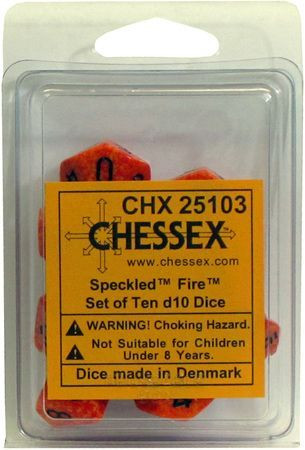 CHX 25103
CHESSEX
www.chessex.com
Speckled™ Fire™
Set of Ten d10 Dice
WARNING! Choking Hazard.
Not Suitable for Children
Under 8 Years.
Dice made in Denmark
0